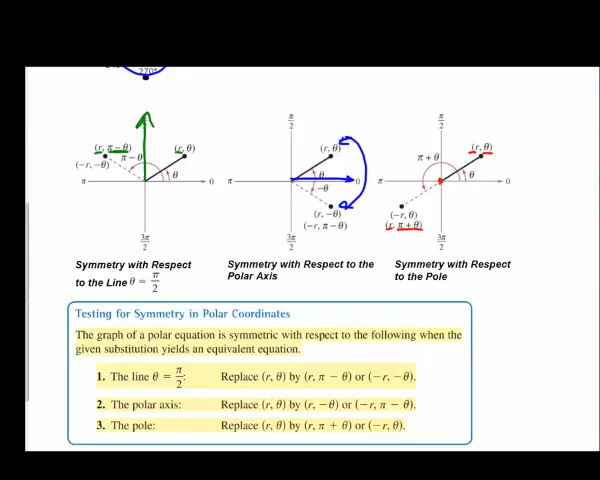 270°
π/2
π/2
(r, π − θ)
(r, θ)
(r, θ)
(r, θ)
(−r, −θ)
π − θ
θ
π + θ
θ
θ
π
0
π
0
π
0
−θ
(r, −θ)
(−r, π − θ)
(−r, θ)
(r, π + θ)
3π/2
3π/2
3π/2
Symmetry with Respect
to the Line θ = π/2
Symmetry with Respect to the
Polar Axis
Symmetry with Respect
to the Pole
Testing for Symmetry in Polar Coordinates
The graph of a polar equation is symmetric with respect to the following when the
given substitution yields an equivalent equation.
1. The line θ = π/2: Replace (r, θ) by (r, π − θ) or (−r, −θ).
2. The polar axis: Replace (r, θ) by (r, −θ) or (−r, π − θ).
3. The pole: Replace (r, θ) by (r, π + θ) or (−r, θ).